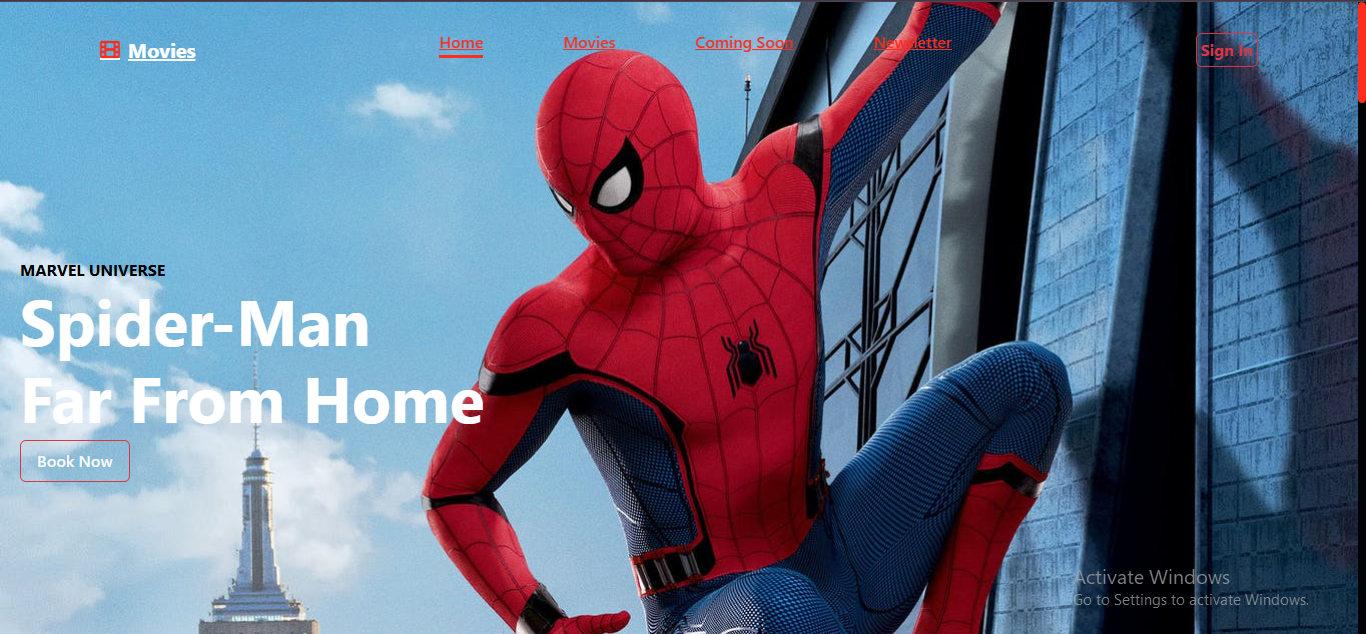 Movies
Home
Movies
Coming Soon
Newsletter
Sign In
MARVEL UNIVERSE
Spider-Man
Far From Home
Book Now
Activate Windows
Go to Settings to activate Windows.